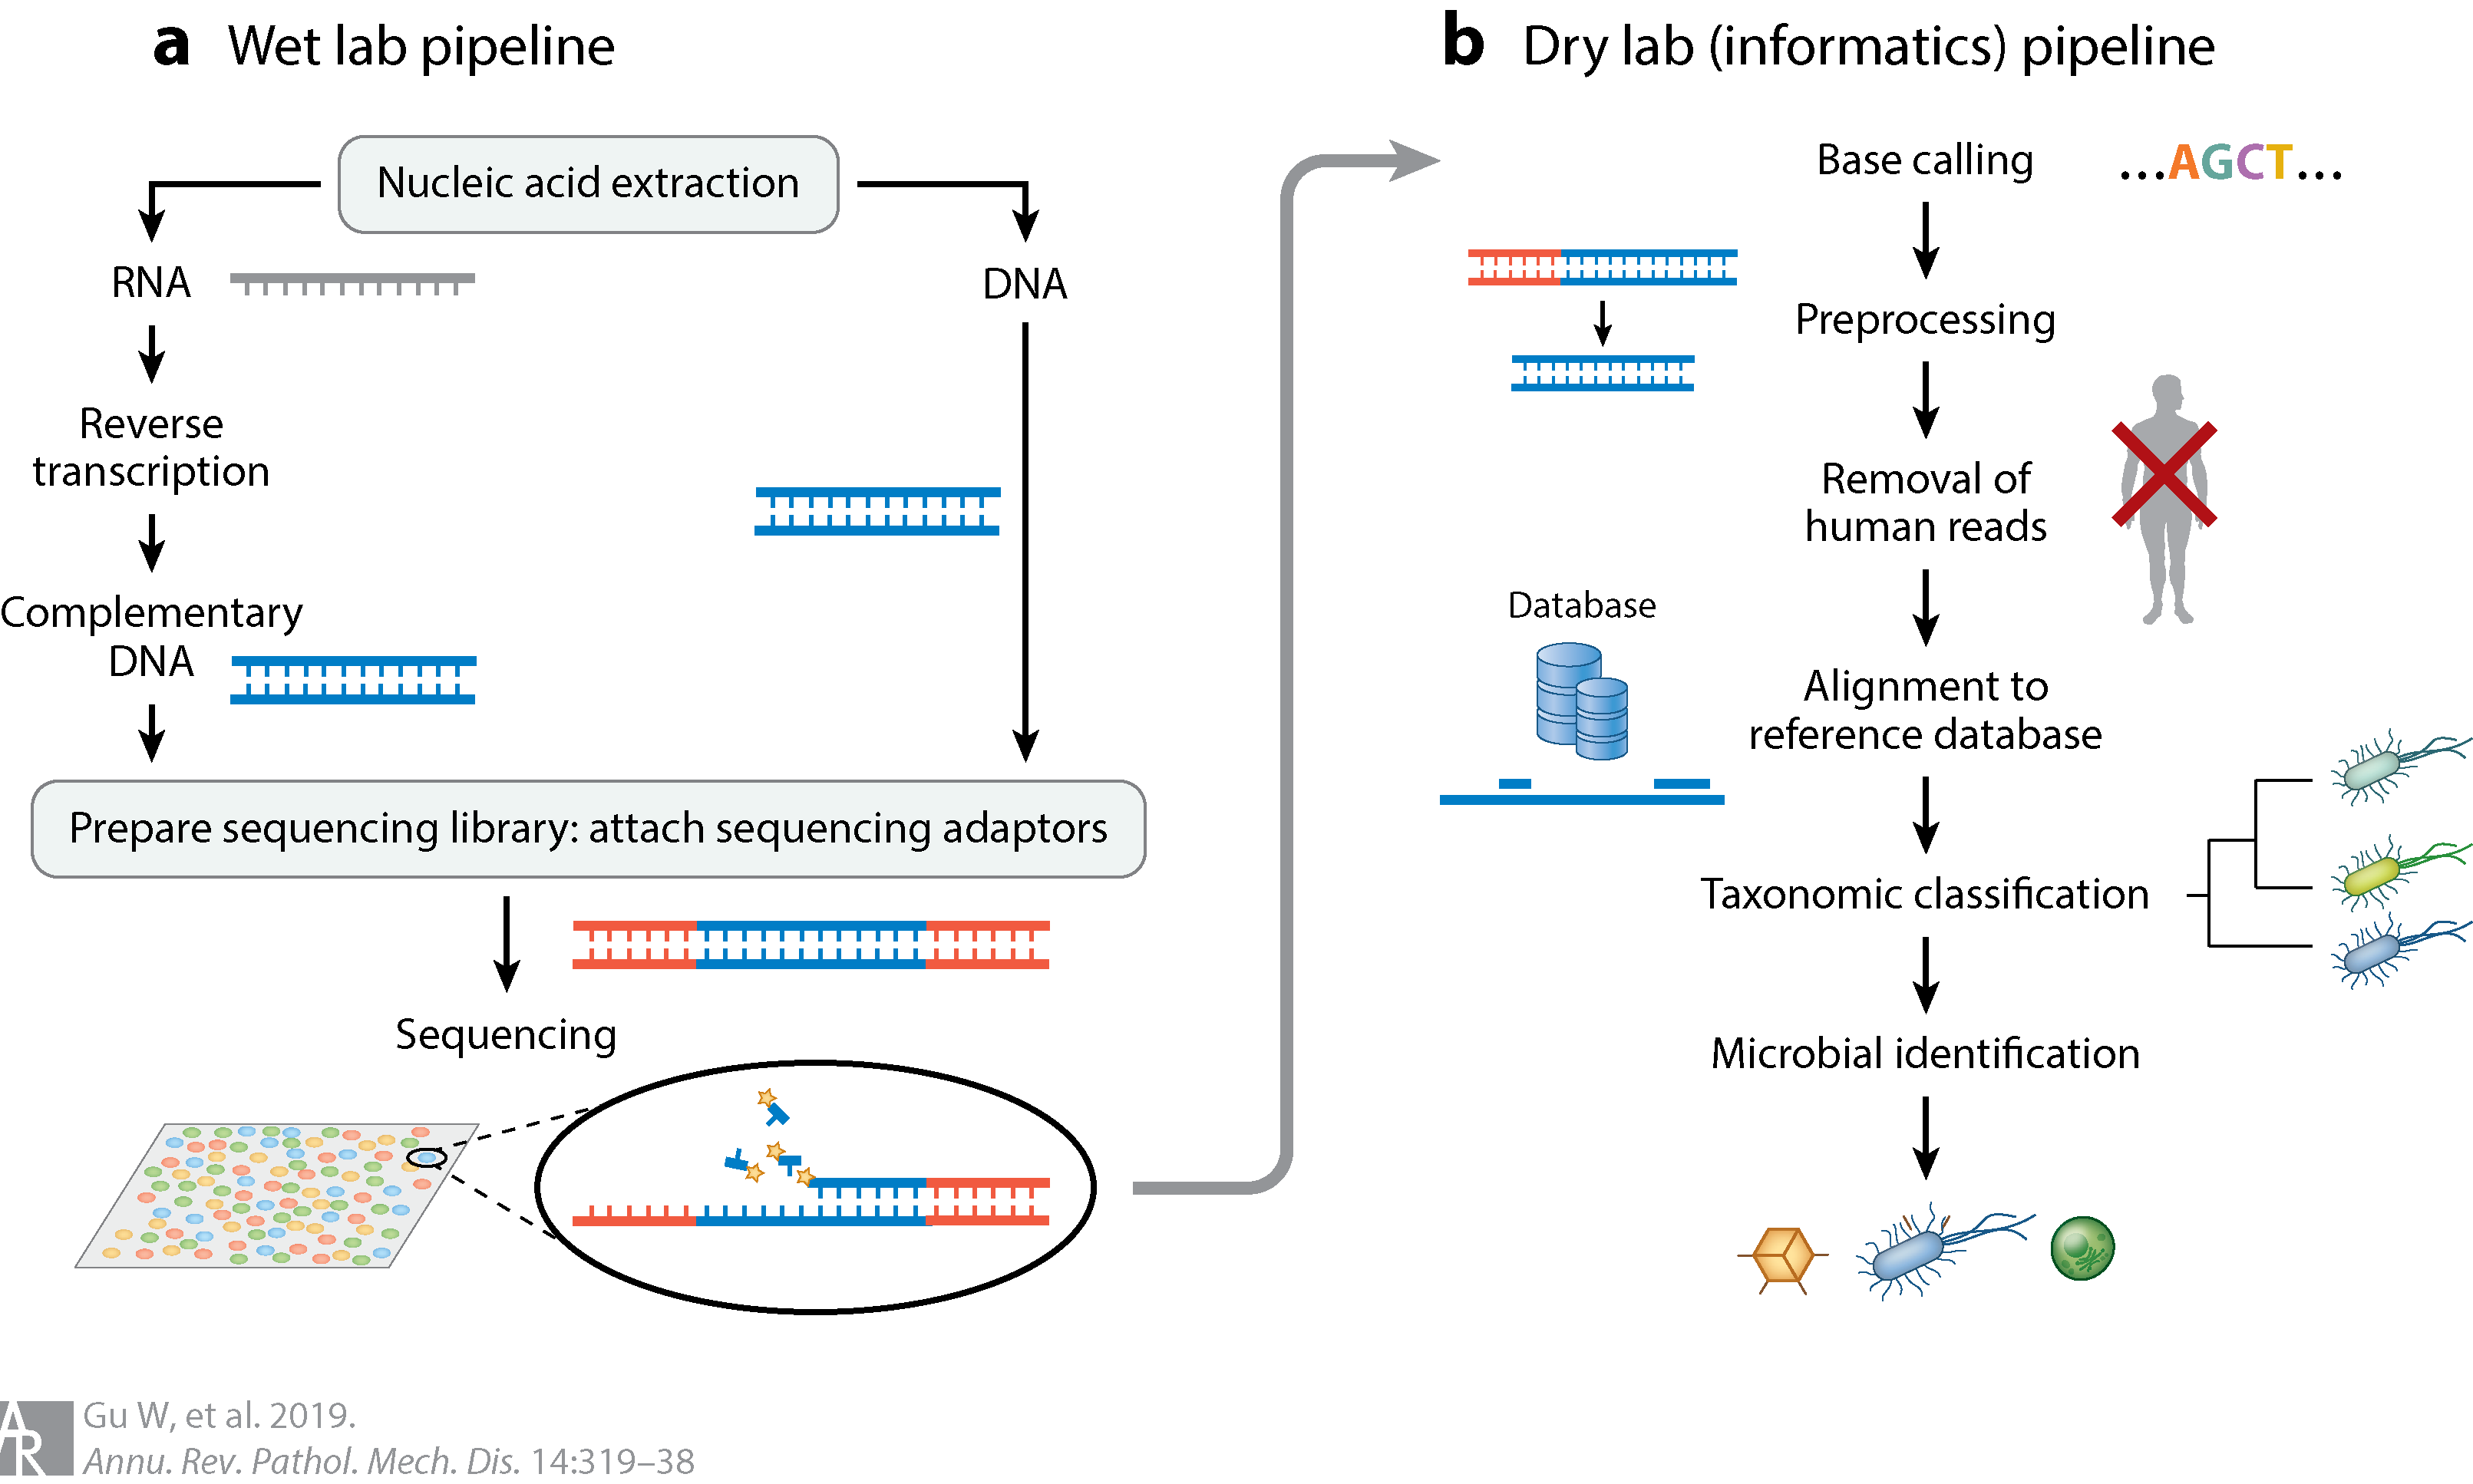 a Wet lab pipeline
Nucleic acid extraction
RNA
DNA
Reverse
transcription
Complementary
DNA
Prepare sequencing library: attach sequencing adaptors
Sequencing
b Dry lab (informatics) pipeline
Base calling
...AGCT...
Preprocessing
Removal of
human reads
Database
Alignment to
reference database
Taxonomic classification
Microbial identification
AR
Gu W, et al. 2019.
Annu. Rev. Pathol. Mech. Dis. 14:319–38